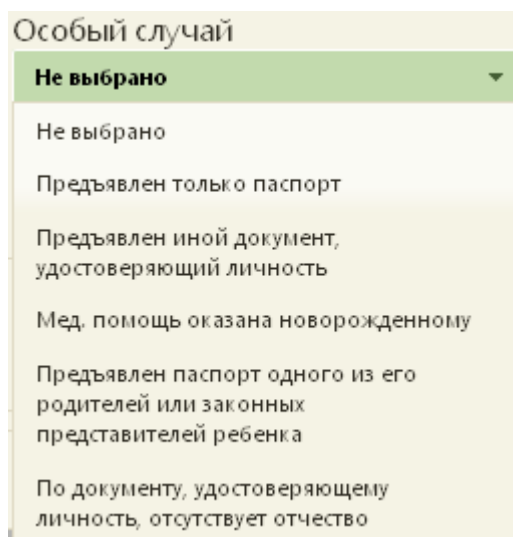 Особый случай
Не выбрано
Не выбрано
Предъявлен только паспорт
Предъявлен иной документ,
удостоверяющий личность
Мед. помощь оказана новорожденному
Предъявлен паспорт одного из его
родителей или законных
представителей ребенка
По документу, удостоверяющему
личность, отсутствует отчество